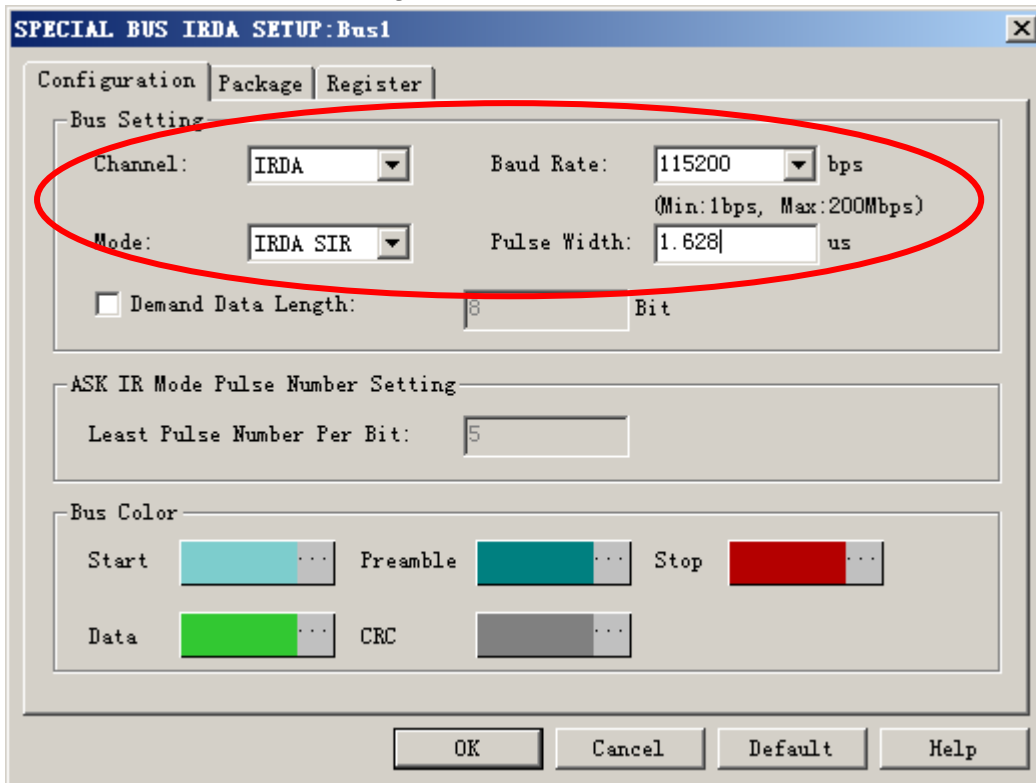 SPECIAL BUS IRDA SETUP:Bus1
Configuration Package Register
Bus Setting
Channel: IRDA Baud Rate: 115200 bps
(Min:1bps, Max:200Mbps)
Mode: IRDA SIR Pulse Width: 1.628 us
Demand Data Length: 8 Bit
ASK IR Mode Pulse Number Setting
Least Pulse Number Per Bit: 5
Bus Color
Start ... Preamble ... Stop ...
Data ... CRC ...
OK Cancel Default Help